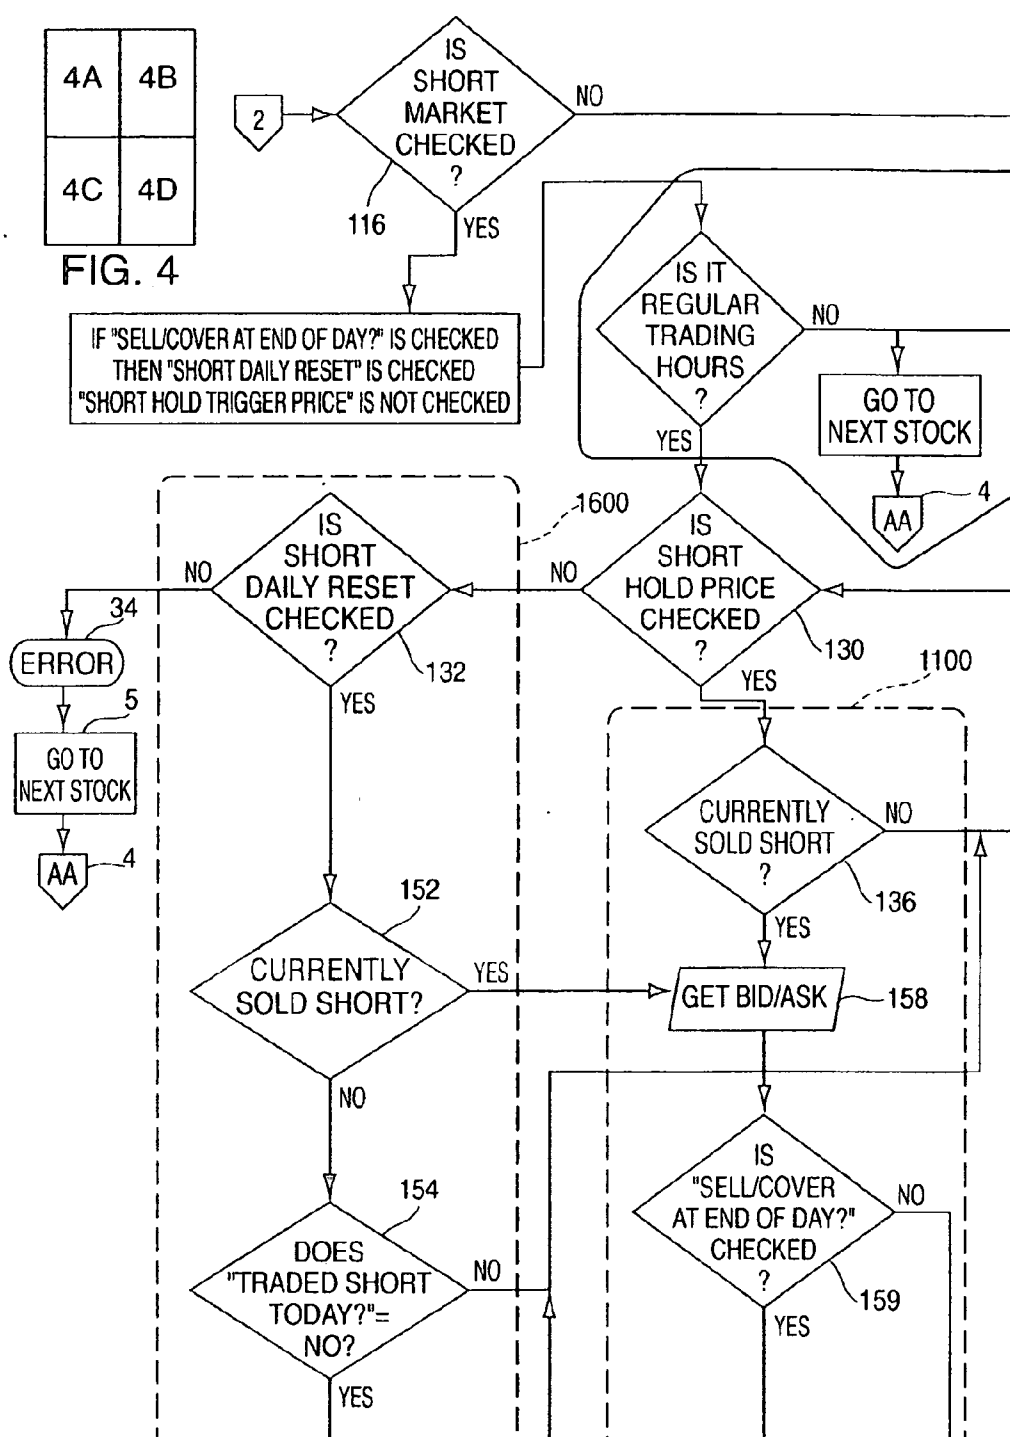 4A 4B
4C 4D
FIG. 4
2
IS
SHORT
MARKET
CHECKED
?
NO
116
YES
IF "SELL/COVER AT END OF DAY?" IS CHECKED
THEN "SHORT DAILY RESET" IS CHECKED
"SHORT HOLD TRIGGER PRICE" IS NOT CHECKED
IS IT
REGULAR
TRADING
HOURS
?
NO
YES
GO TO
NEXT STOCK
4
AA
1600
IS
SHORT
DAILY RESET
CHECKED
?
NO
132
YES
IS
SHORT
HOLD PRICE
CHECKED
?
NO
130
YES
34
ERROR
5
GO TO
NEXT STOCK
AA
4
1100
CURRENTLY
SOLD SHORT
?
NO
136
YES
152
CURRENTLY
SOLD SHORT?
YES
NO
GET BID/ASK
158
154
DOES
"TRADED SHORT
TODAY?"=
NO?
NO
YES
IS
"SELL/COVER
AT END OF DAY?"
CHECKED
?
NO
159
YES